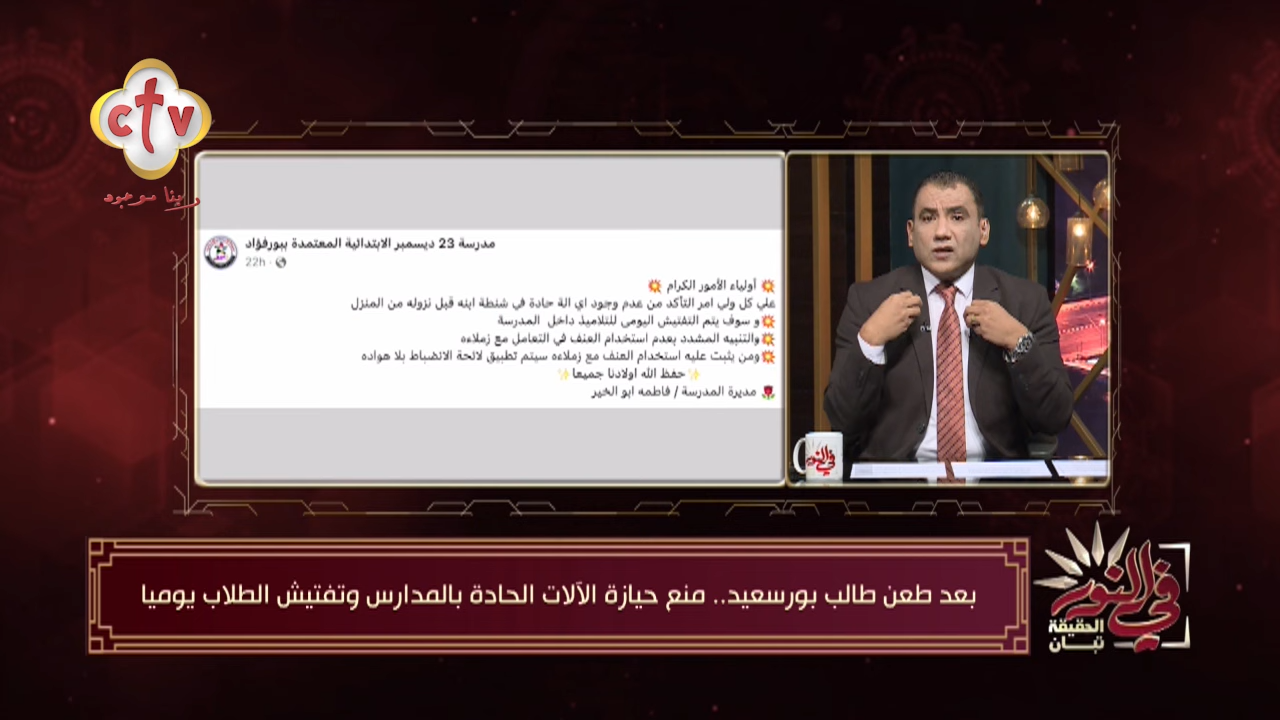 ctv
ربنا موجود
مدرسة 23 ديسمبر الابتدائية المعتمدة ببورفؤاد
22h ·
💥 أولياء الأمور الكرام 💥
علي كل ولي امر التأكد من عدم وجود اي الة حادة في شنطة ابنه قبل نزوله من المنزل
💥و سوف يتم التفتيش اليومى للتلاميذ داخل المدرسة
💥والتنبيه المشدد بعدم استخدام العنف في التعامل مع زملاءه
💥ومن يثبت عليه استخدام العنف مع زملاءه سيتم تطبيق لائحة الانضباط بلا هواده
✨حفظ الله اولادنا جميعا✨
🌹 مديرة المدرسة / فاطمه ابو الخير
في النور
بعد طعن طالب بورسعيد.. منع حيازة الآلات الحادة بالمدارس وتفتيش الطلاب يوميا
في النور
الحقيقة
تبان